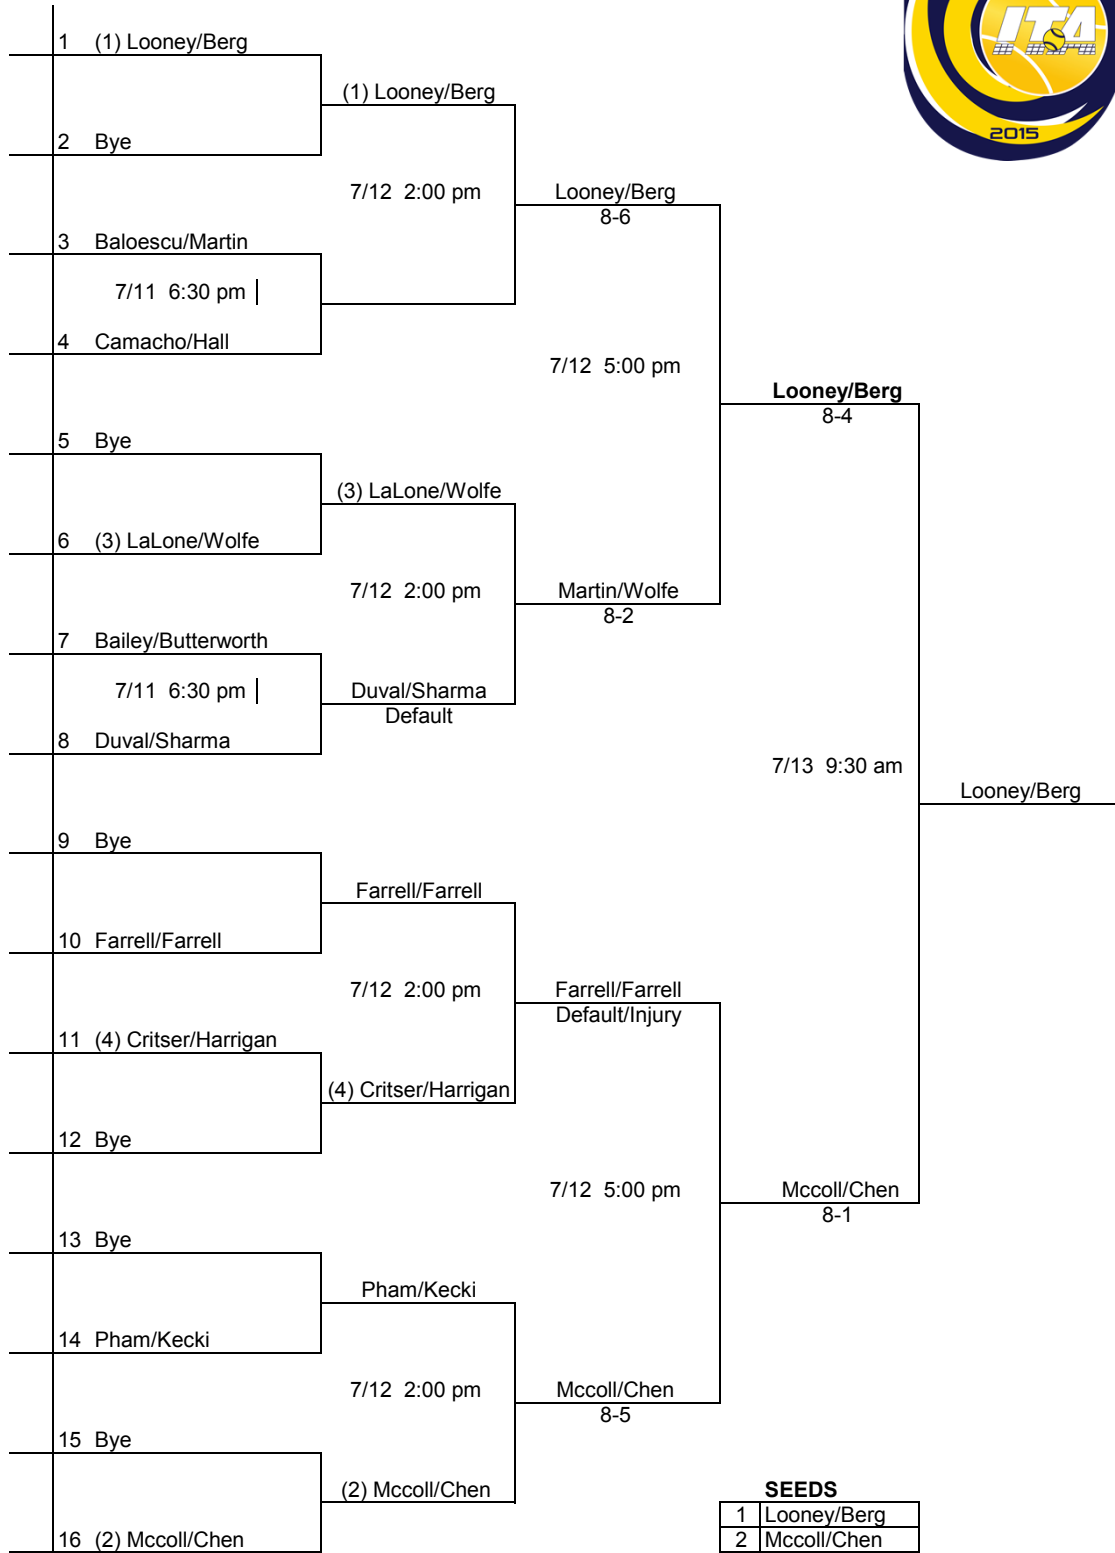 ITA
2015
1 (1) Looney/Berg
(1) Looney/Berg
2 Bye
7/12 2:00 pm
Looney/Berg
8-6
3 Baloescu/Martin
7/11 6:30 pm
4 Camacho/Hall
7/12 5:00 pm
Looney/Berg
8-4
5 Bye
(3) LaLone/Wolfe
6 (3) LaLone/Wolfe
7/12 2:00 pm
Martin/Wolfe
8-2
7 Bailey/Butterworth
7/11 6:30 pm
Duval/Sharma
Default
8 Duval/Sharma
7/13 9:30 am
Looney/Berg
9 Bye
Farrell/Farrell
10 Farrell/Farrell
7/12 2:00 pm
Farrell/Farrell
Default/Injury
11 (4) Critser/Harrigan
(4) Critser/Harrigan
12 Bye
7/12 5:00 pm
Mccoll/Chen
8-1
13 Bye
Pham/Kecki
14 Pham/Kecki
7/12 2:00 pm
Mccoll/Chen
8-5
15 Bye
(2) Mccoll/Chen
16 (2) Mccoll/Chen
SEEDS
1 Looney/Berg
2 Mccoll/Chen